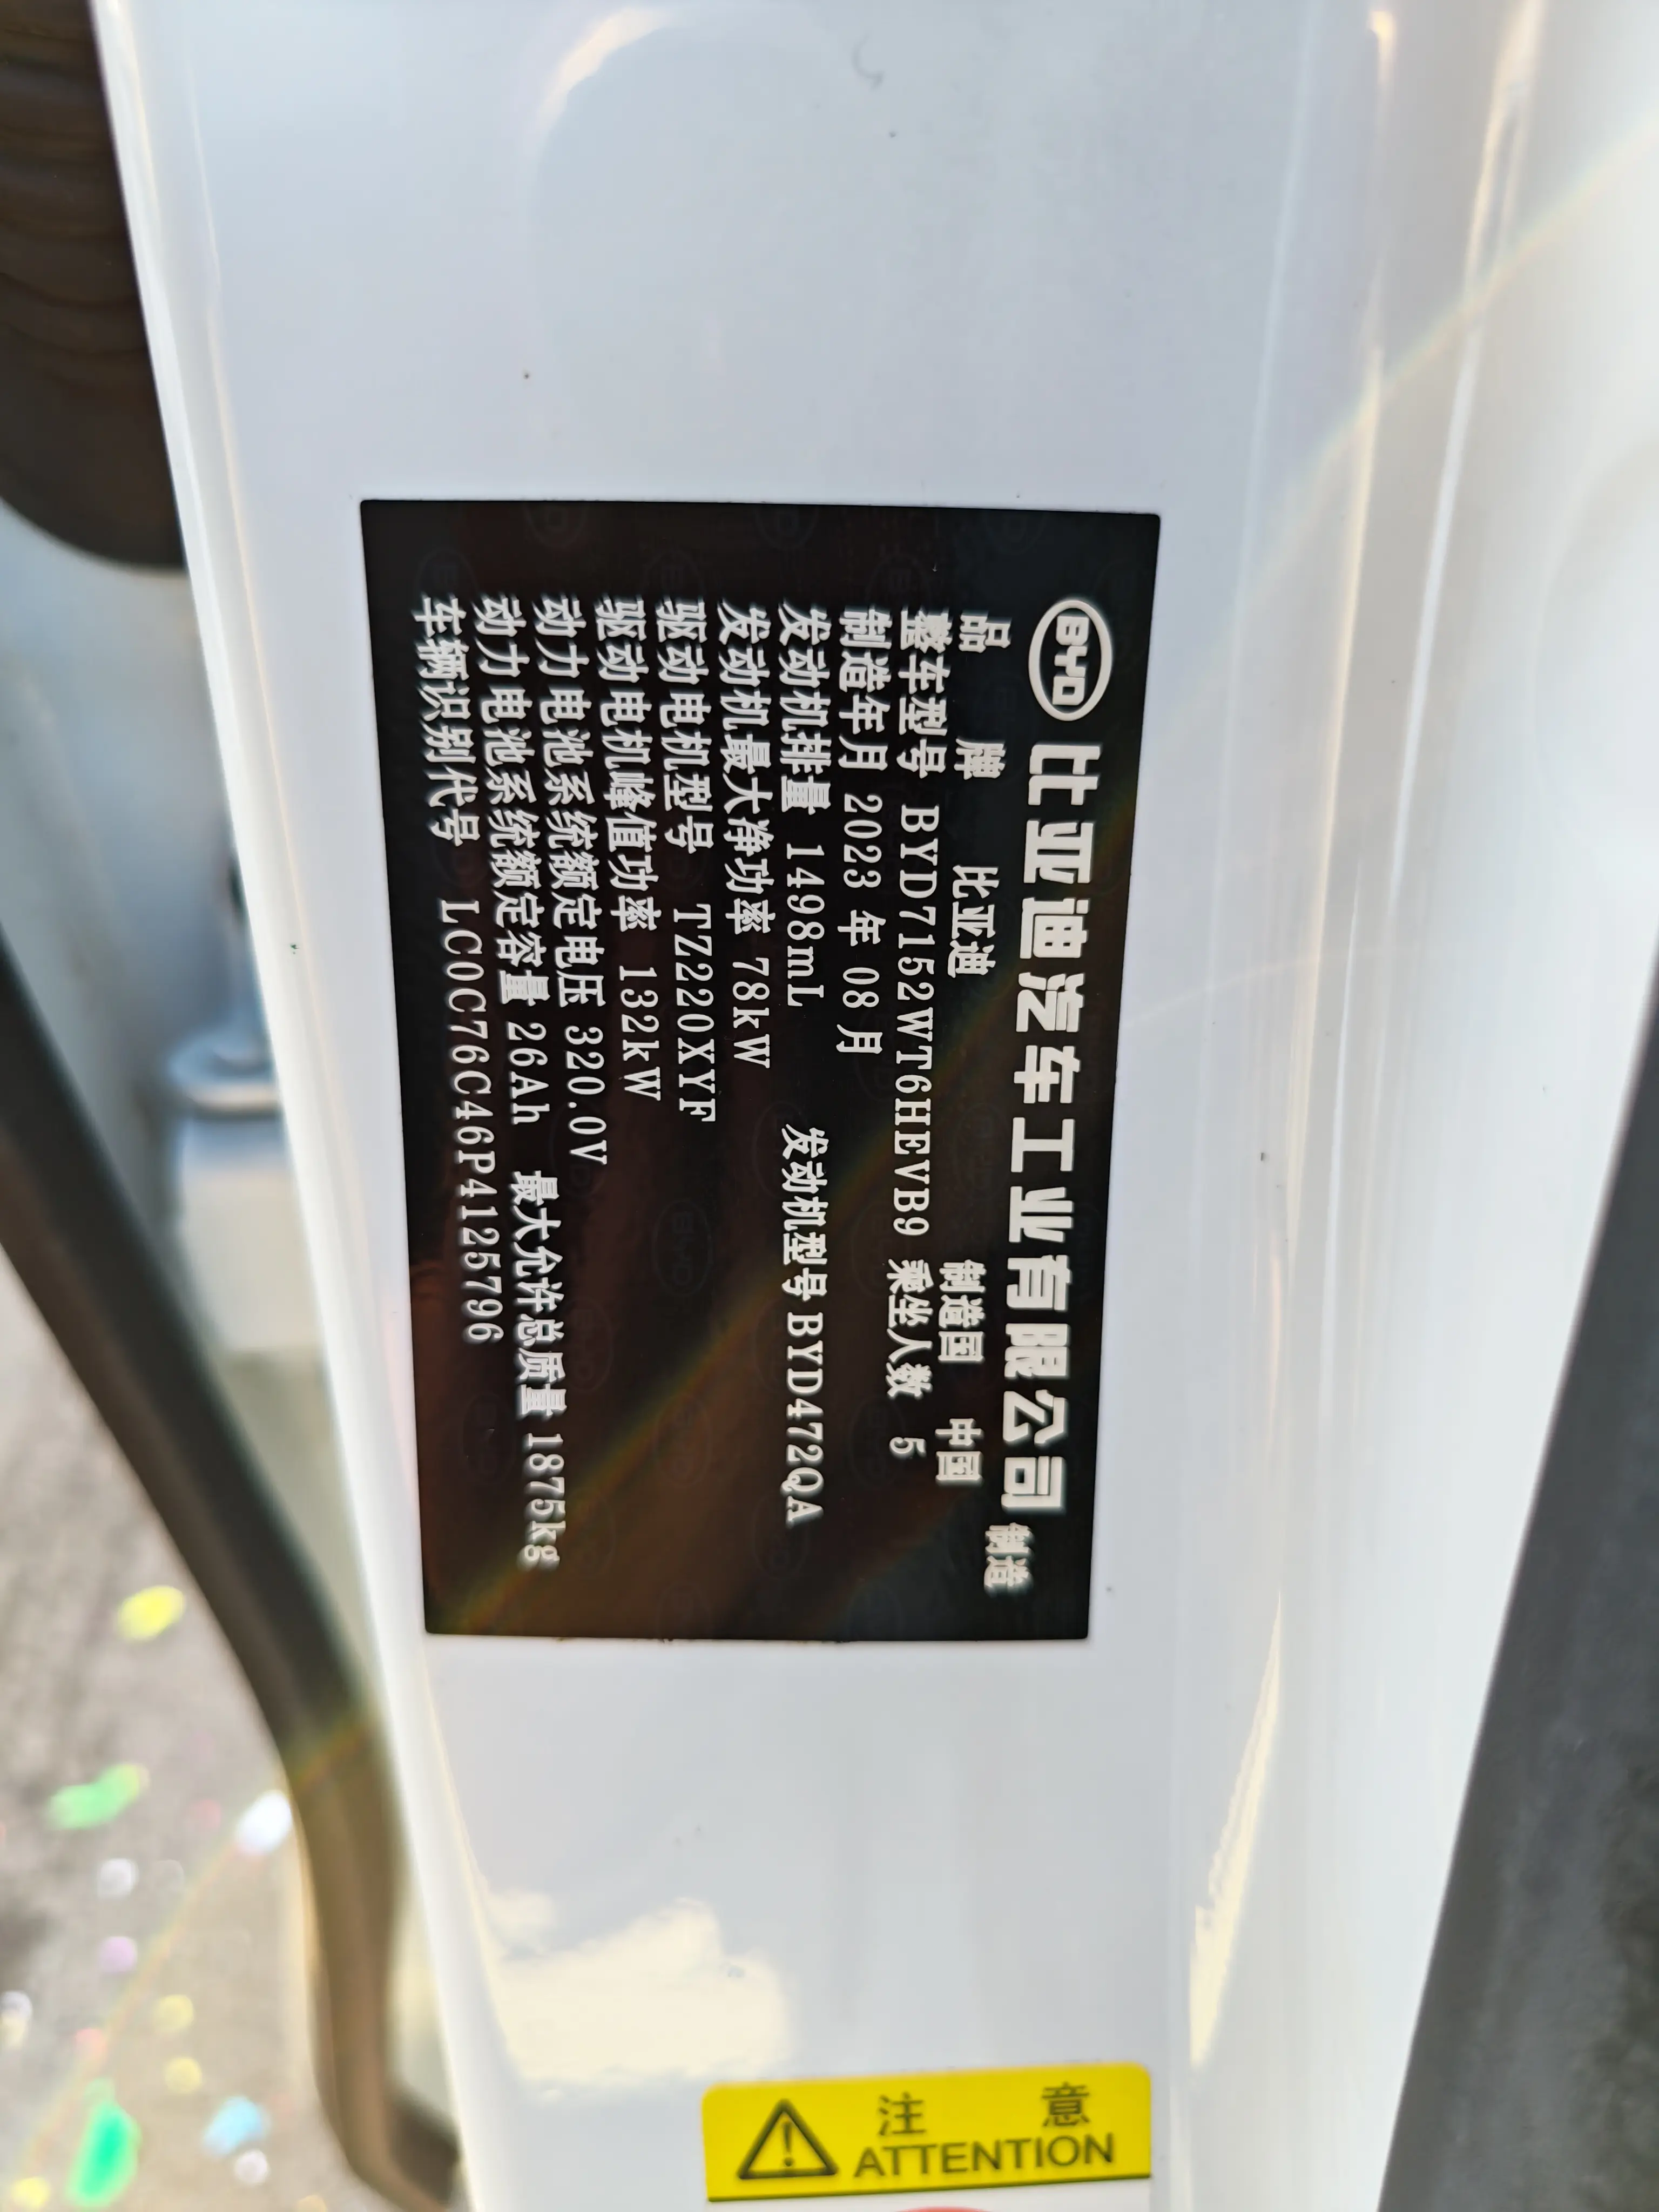 BYD 比亚迪汽车工业有限公司 制造
品牌 比亚迪 制造国 中国
整车型号 BYD7152WT6HEVB9 乘坐人数 5
制造年月 2023 年 08 月
发动机排量 1498mL 发动机型号 BYD472QA
发动机最大净功率 78kW
驱动电机型号 TZ220XYF
驱动电机峰值功率 132kW
动力电池系统额定电压 320.0V
动力电池系统额定容量 26Ah 最大允许总质量 1875kg
车辆识别代号 LC0C76C46P4125796
注意
ATTENTION